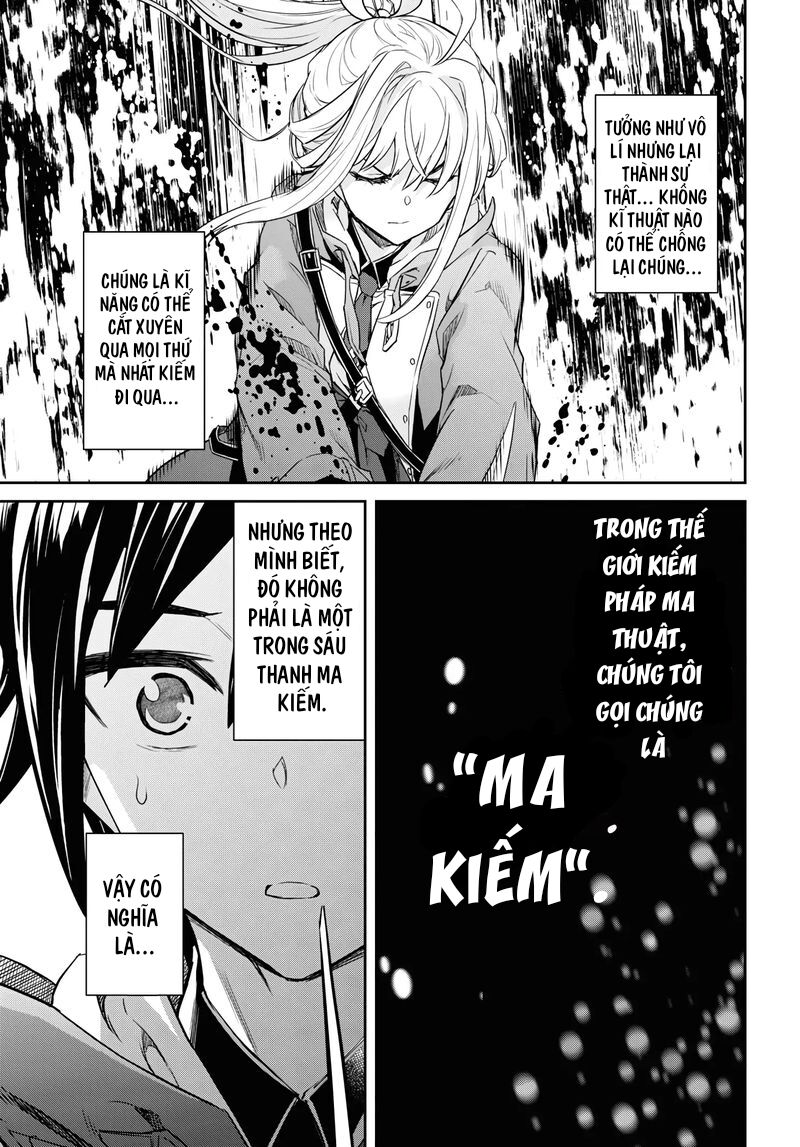 TƯỞNG NHƯ VÔ
LÍ NHƯNG LẠI
THÀNH SỰ
THẬT... KHÔNG
KĨ THUẬT NÀO
CÓ THỂ CHỐNG
LẠI CHÚNG...
CHÚNG LÀ KĨ
NĂNG CÓ THỂ
CẮT XUYÊN
QUA MỌI THỨ
MÀ NHÁT KIẾM
ĐI QUA...
TRONG THẾ
GIỚI KIẾM
PHÁP MA
THUẬT,
CHÚNG TÔI
GỌI CHÚNG
LÀ
"MA
KIẾM".
NHƯNG THEO
MÌNH BIẾT,
ĐÓ KHÔNG
PHẢI LÀ MỘT
TRONG SÁU
THANH MA
KIẾM.
VẬY CÓ
NGHĨA
LÀ...